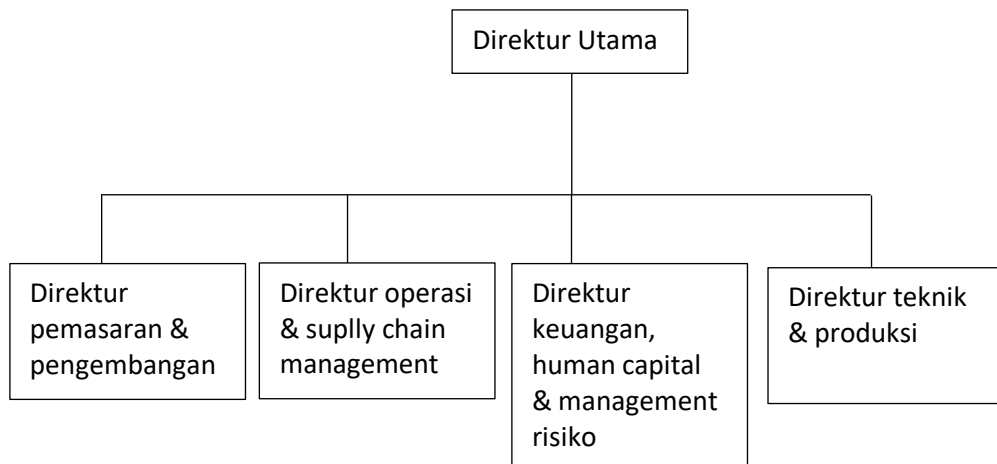 Direktur Utama
Direktur
pemasaran &
pengembangan
Direktur operasi
& suplly chain
management
Direktur
keuangan,
human capital
& management
risiko
Direktur teknik
& produksi